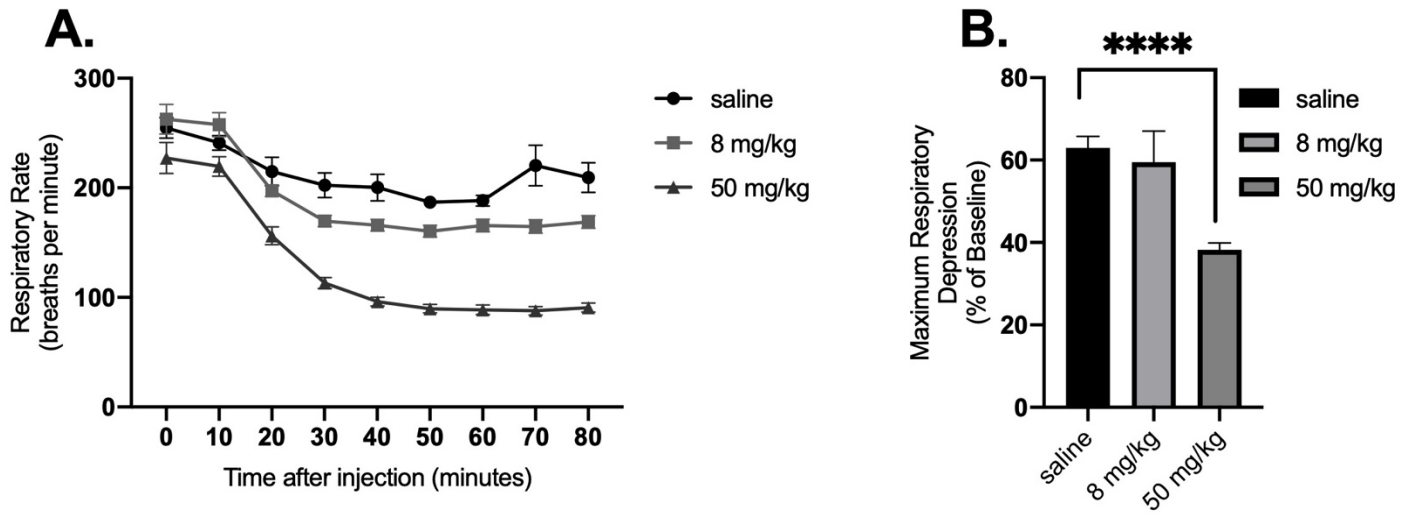 A.
Respiratory Rate
(breaths per minute)
300
200
100
0
0 10 20 30 40 50 60 70 80
Time after injection (minutes)
saline
8 mg/kg
50 mg/kg
B.
****
Maximum Respiratory
Depression
(% of Baseline)
80
60
40
20
0
saline
8 mg/kg
50 mg/kg
saline
8 mg/kg
50 mg/kg